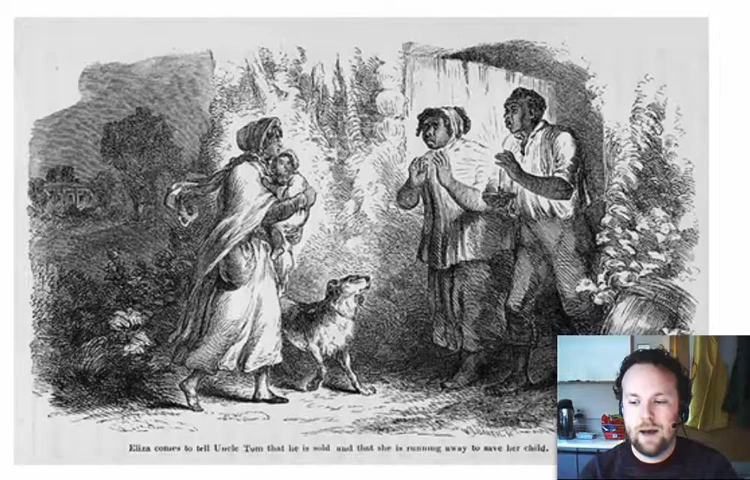 Eliza comes to tell Uncle Tom that he is sold and that she is running away to save her child.